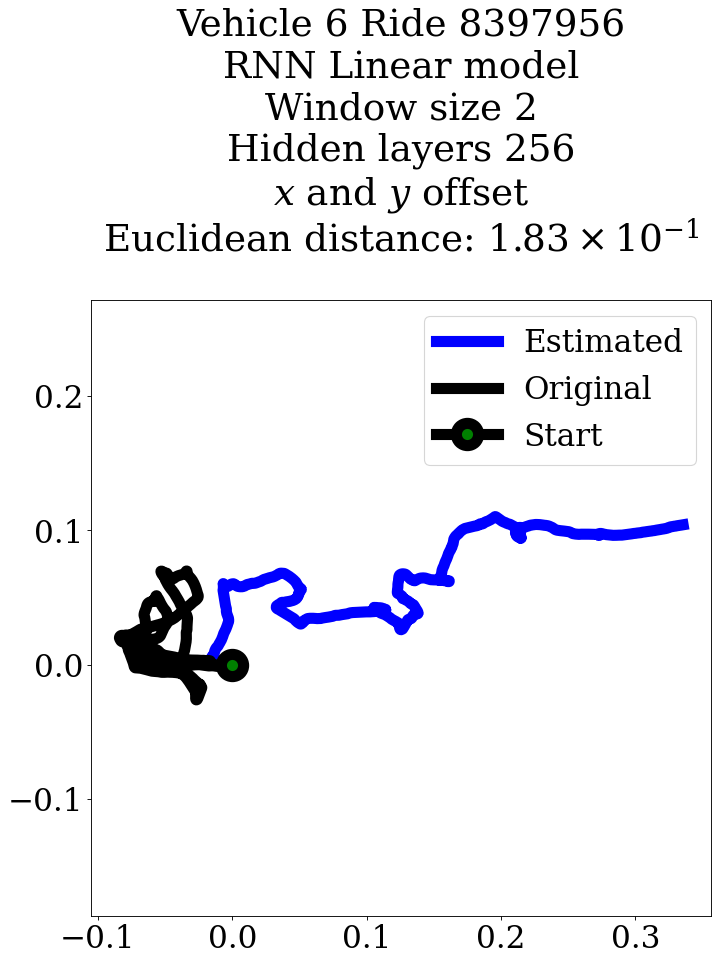 Vehicle 6 Ride 8397956
RNN Linear model
Window size 2
Hidden layers 256
x and y offset
Euclidean distance: 1.83 × 10⁻¹
Estimated
Original
Start
0.2
0.1
0.0
−0.1
−0.1 0.0 0.1 0.2 0.3